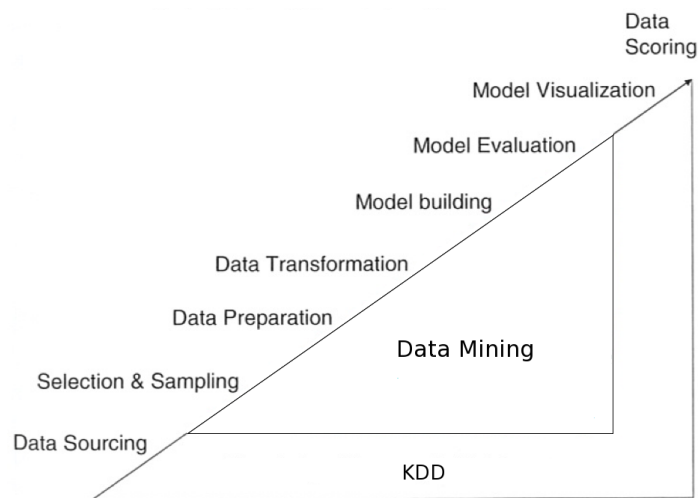 Data
Scoring
Model Visualization
Model Evaluation
Model building
Data Transformation
Data Preparation
Data Mining
Selection & Sampling
Data Sourcing
KDD